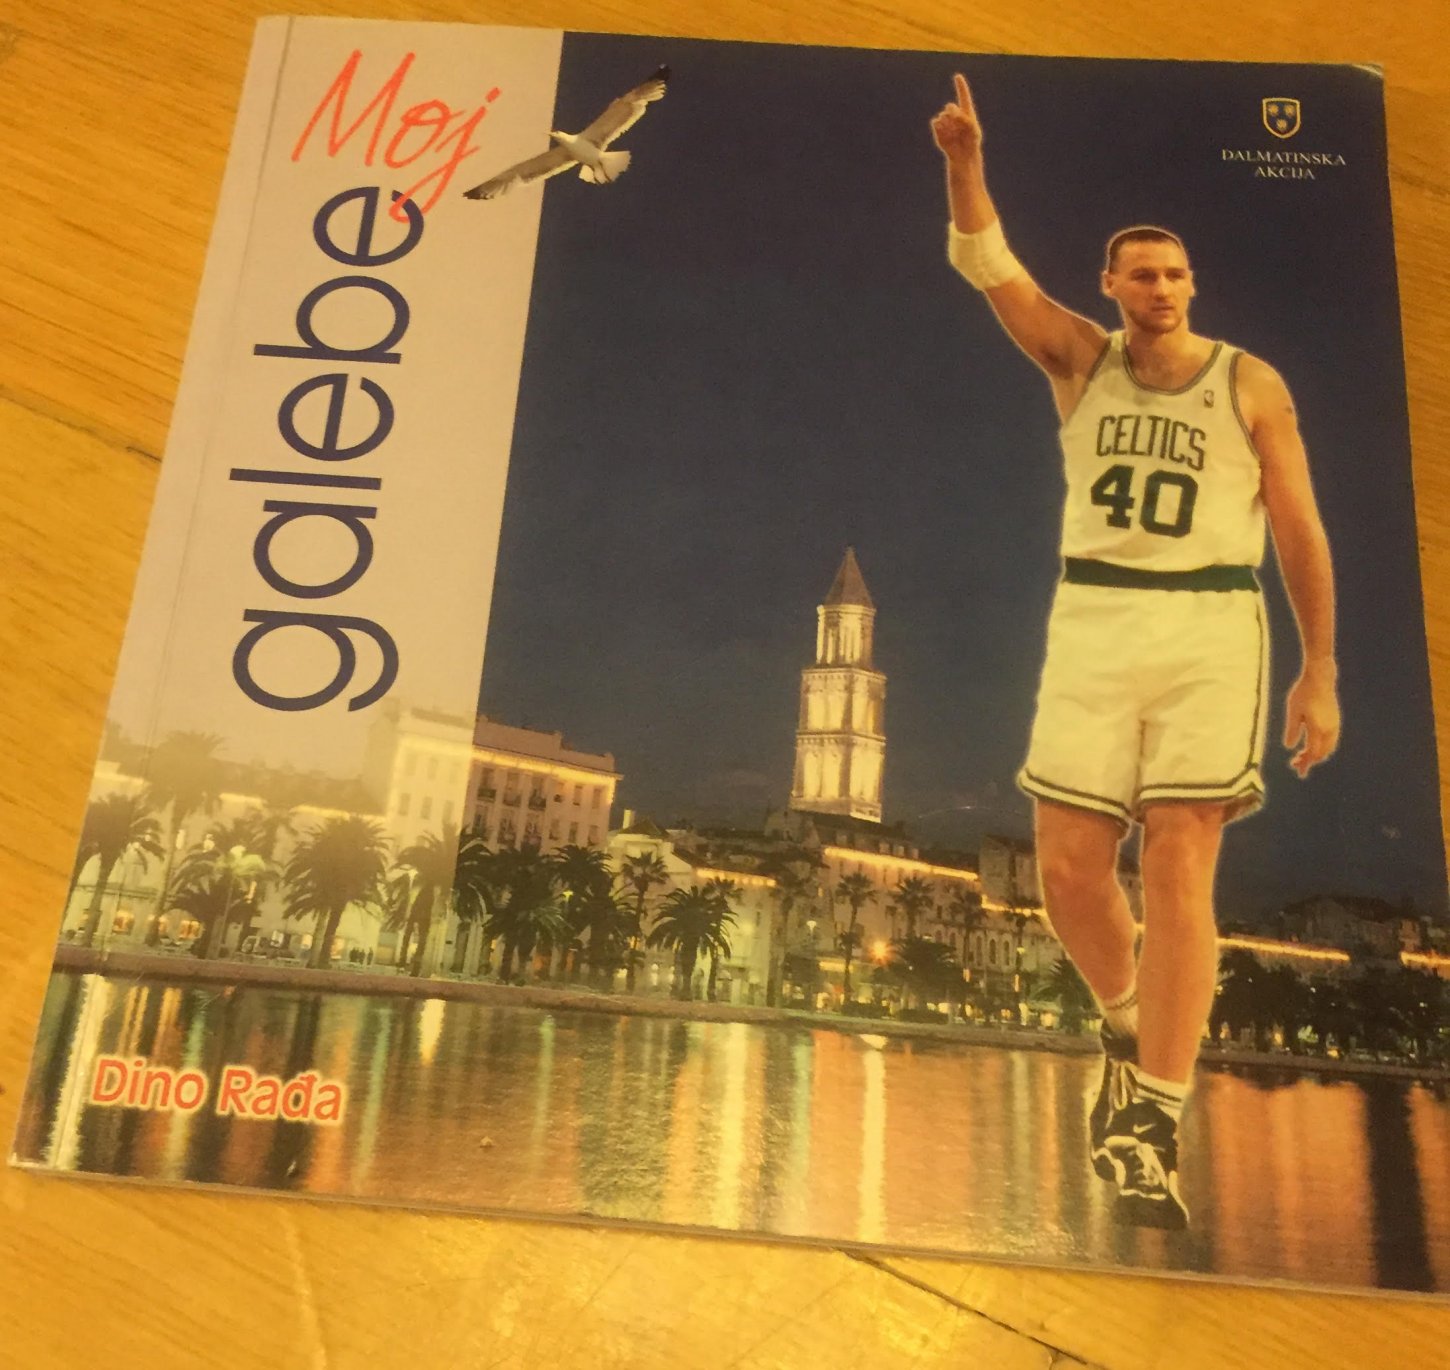 Moj
galebe
DALMATINSKA
AKCIJA
CELTICS
40
Dino Rađa